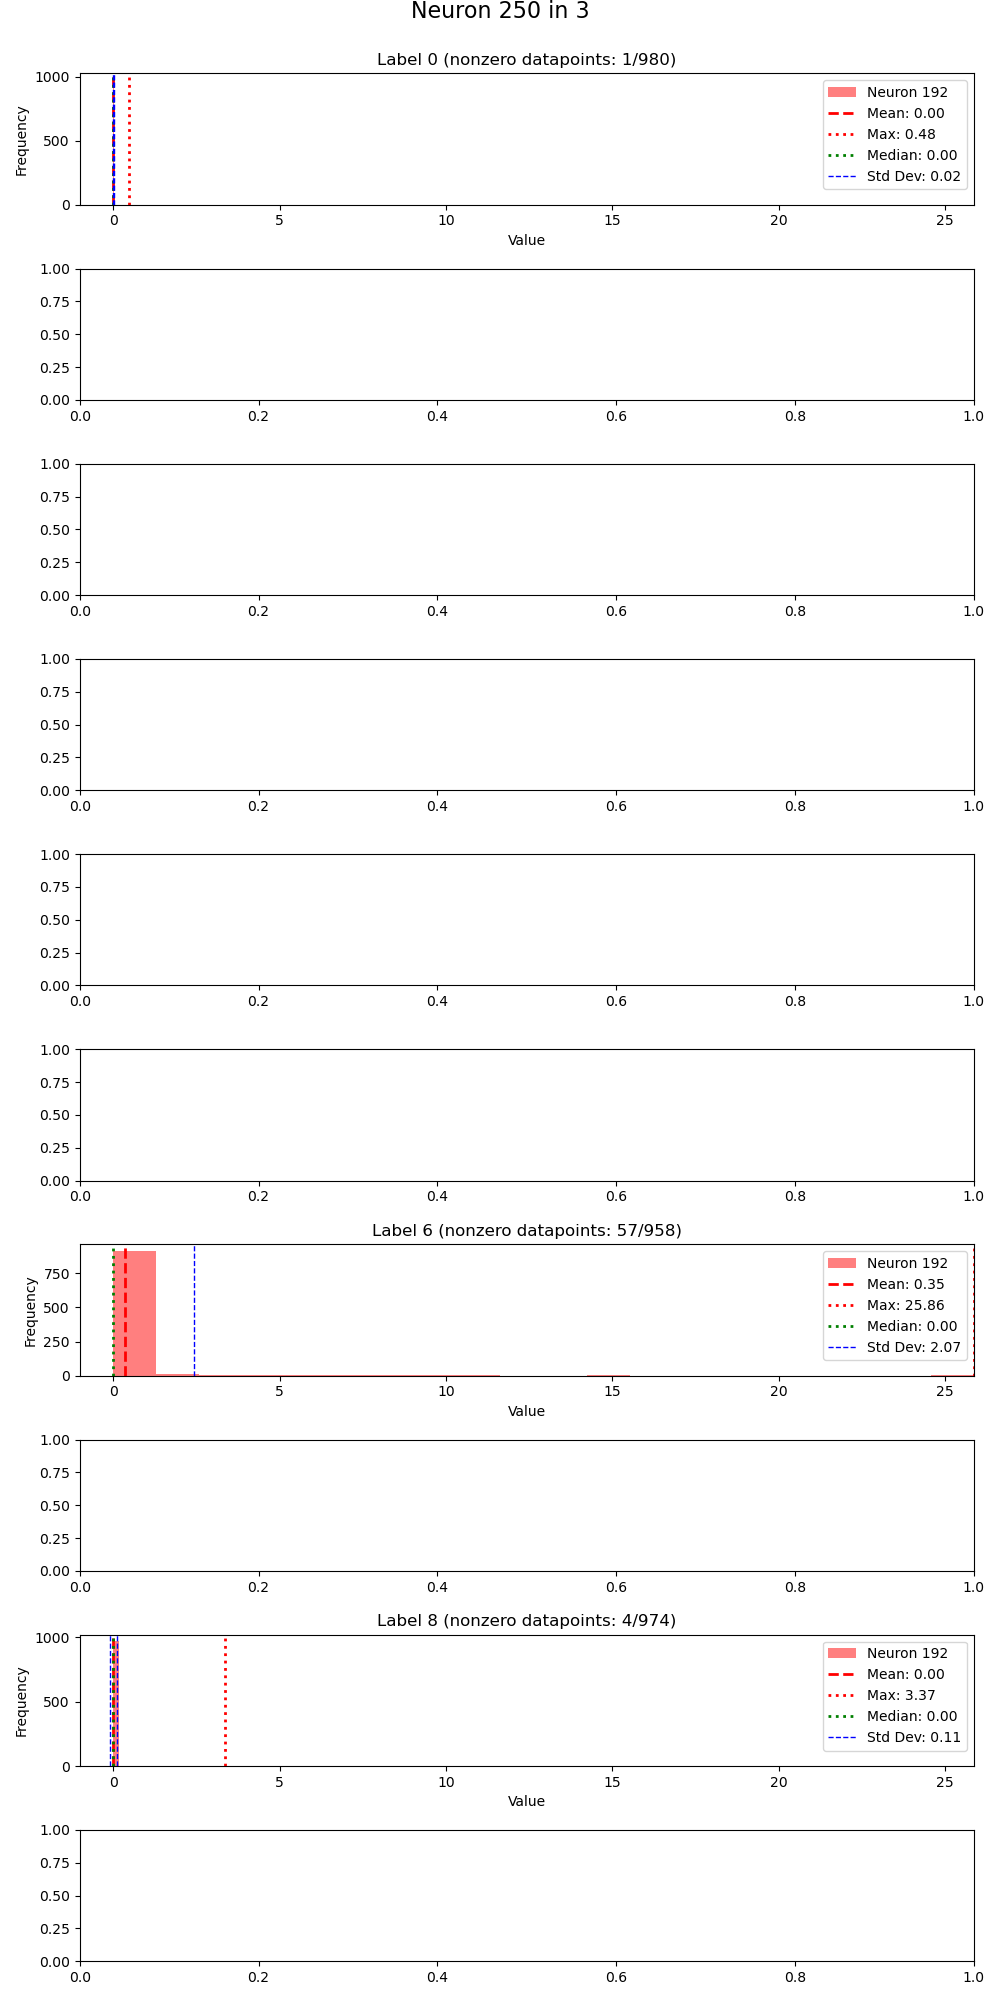 Neuron 250 in 3
Label 0 (nonzero datapoints: 1/980)
Frequency
1000
500
0
Neuron 192
Mean: 0.00
Max: 0.48
Median: 0.00
Std Dev: 0.02
0 5 10 15 20 25
Value
1.00
0.75
0.50
0.25
0.00
0.0 0.2 0.4 0.6 0.8 1.0
1.00
0.75
0.50
0.25
0.00
0.0 0.2 0.4 0.6 0.8 1.0
1.00
0.75
0.50
0.25
0.00
0.0 0.2 0.4 0.6 0.8 1.0
1.00
0.75
0.50
0.25
0.00
0.0 0.2 0.4 0.6 0.8 1.0
1.00
0.75
0.50
0.25
0.00
0.0 0.2 0.4 0.6 0.8 1.0
Label 6 (nonzero datapoints: 57/958)
Frequency
750
500
250
0
Neuron 192
Mean: 0.35
Max: 25.86
Median: 0.00
Std Dev: 2.07
0 5 10 15 20 25
Value
1.00
0.75
0.50
0.25
0.00
0.0 0.2 0.4 0.6 0.8 1.0
Label 8 (nonzero datapoints: 4/974)
Frequency
1000
500
0
Neuron 192
Mean: 0.00
Max: 3.37
Median: 0.00
Std Dev: 0.11
0 5 10 15 20 25
Value
1.00
0.75
0.50
0.25
0.00
0.0 0.2 0.4 0.6 0.8 1.0